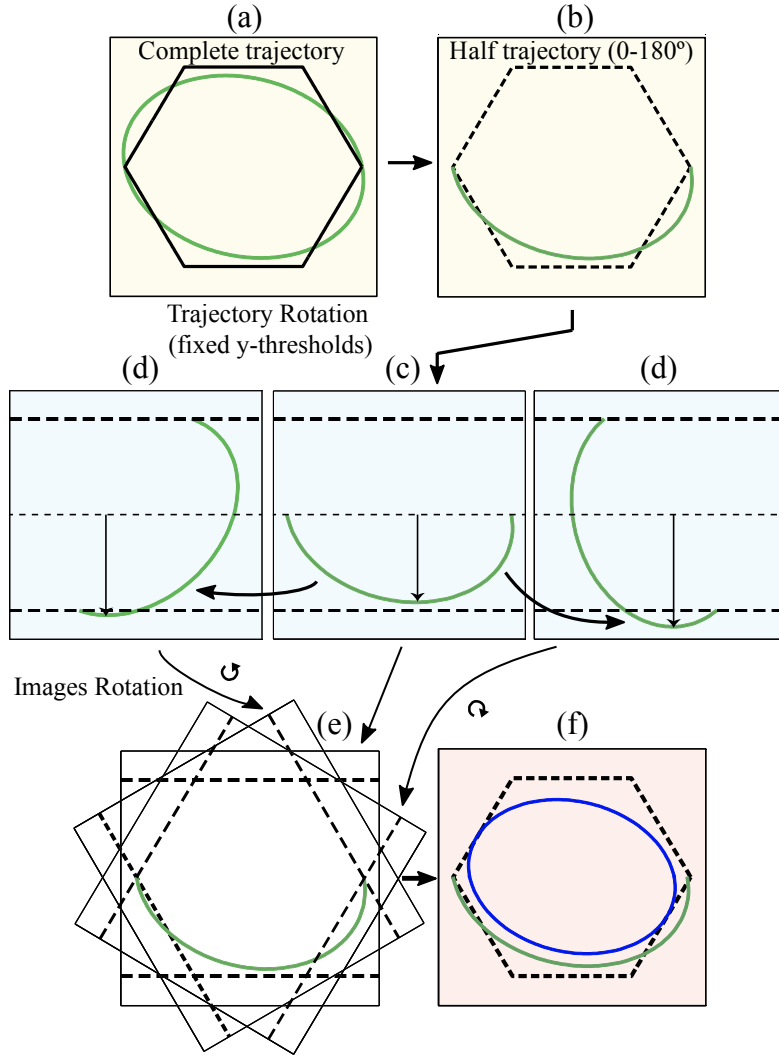 (a)
(b)
Complete trajectory
Half trajectory (0-180º)
Trajectory Rotation
(fixed y-thresholds)
(d)
(c)
(d)
Images Rotation
(e)
(f)